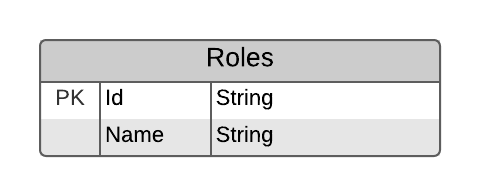 Roles
PK Id String
Name String